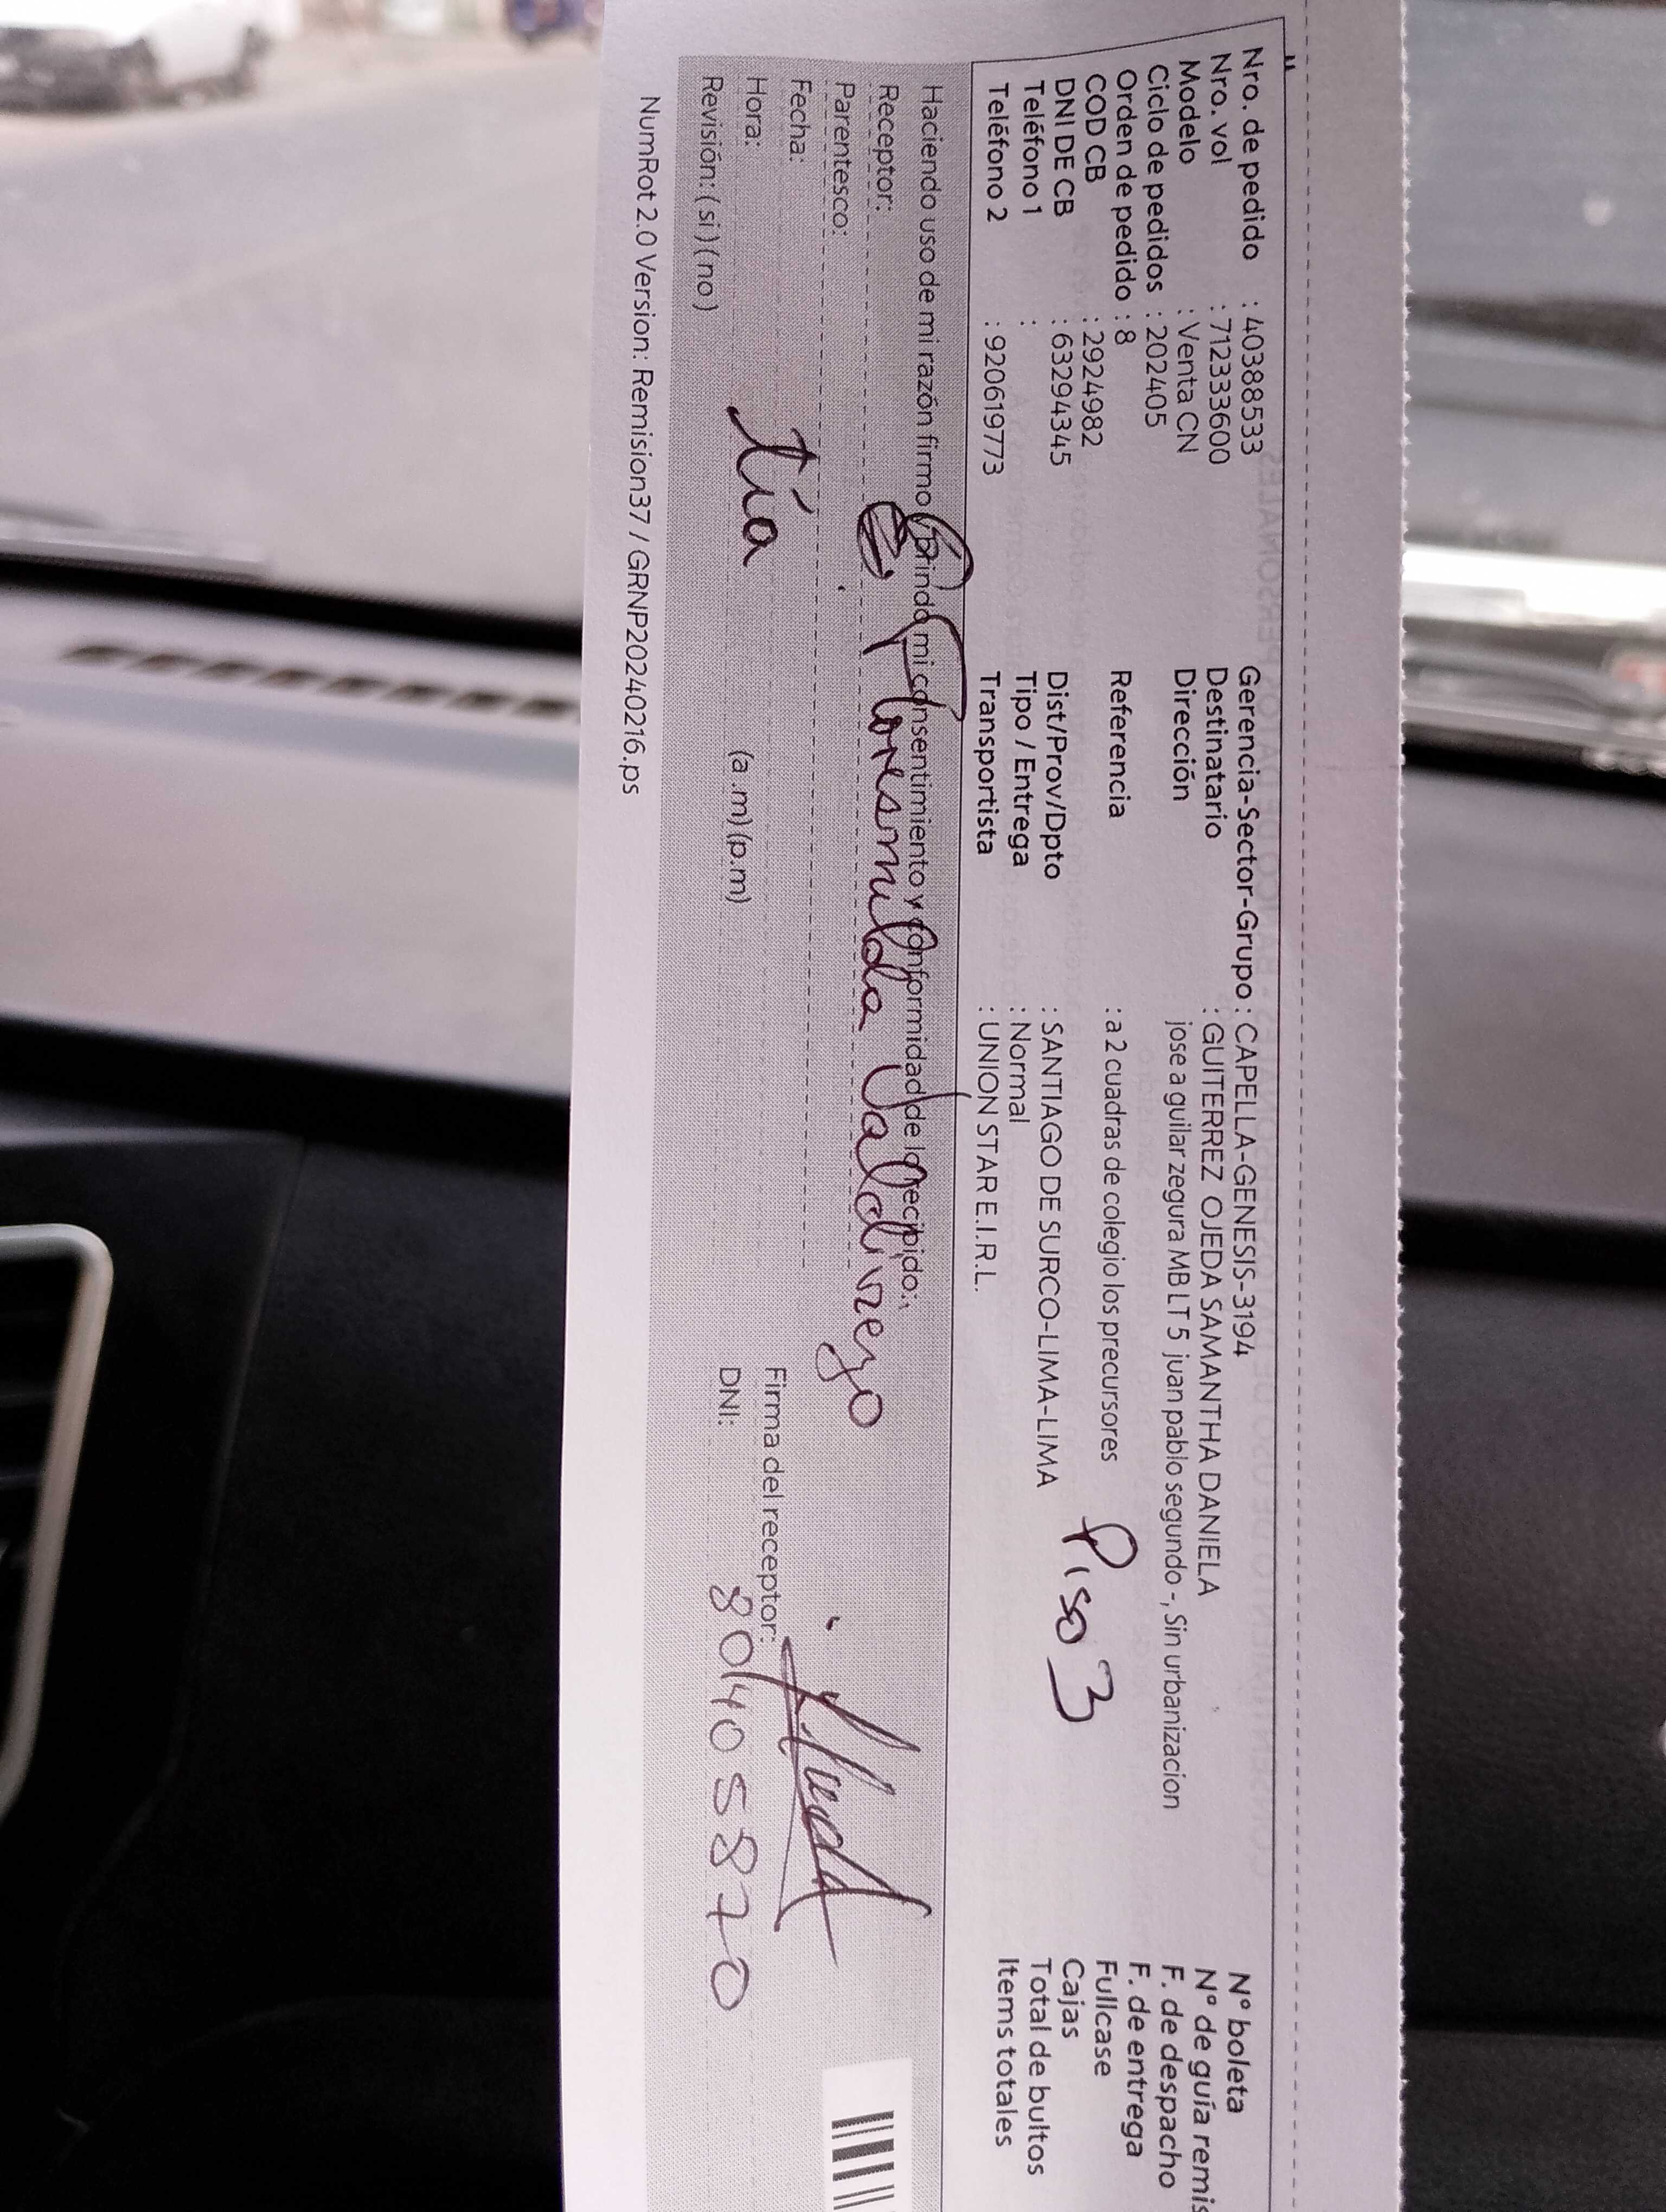 Nro. de pedido : 40388533
Nro. vol : 712333600
Modelo : Venta CN
Ciclo de pedidos : 202405
Orden de pedido : 8
COD CB : 2924982
DNI DE CB : 63294345
Teléfono 1 :
Teléfono 2 : 920619773
Gerencia-Sector-Grupo : CAPELLA-GENESIS-3194
Destinatario : GUITERREZ OJEDA SAMANTHA DANIELA
Dirección : jose a guilar zegura MB LT 5 juan pablo segundo -, Sin urbanizacion
Referencia : a 2 cuadras de colegio los precursores
Piso 3
Dist/Prov/Dpto : SANTIAGO DE SURCO-LIMA-LIMA
Tipo / Entrega : Normal
Transportista : UNION STAR E.I.R.L.
N° boleta
N° de guía remis
F. de despacho
F. de entrega
Fullcase
Cajas
Total de bultos
Items totales
Haciendo uso de mi razón firmo brindo mi consentimiento y conformidad de lo recibido:
Receptor: Floresmilda Valdivieso
Parentesco:
Fecha:
tía
Hora: (a.m)(p.m)
Revisión: (si)(no)
Firma del receptor:
DNI: 80140 5870
NumRot 2.0 Version: Remision37 / GRNP20240216.ps